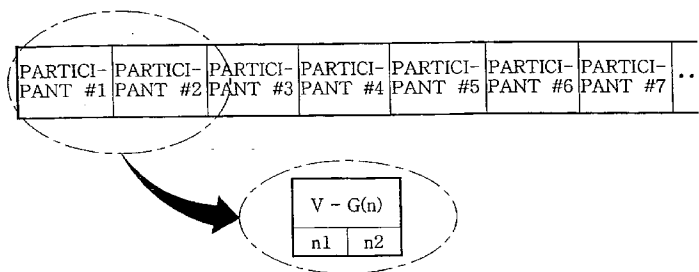 PARTICI-
PANT #1
PARTICI-
PANT #2
PARTICI-
PANT #3
PARTICI-
PANT #4
PARTICI-
PANT #5
PARTICI-
PANT #6
PARTICI-
PANT #7
..
V - G(n)
n1 n2